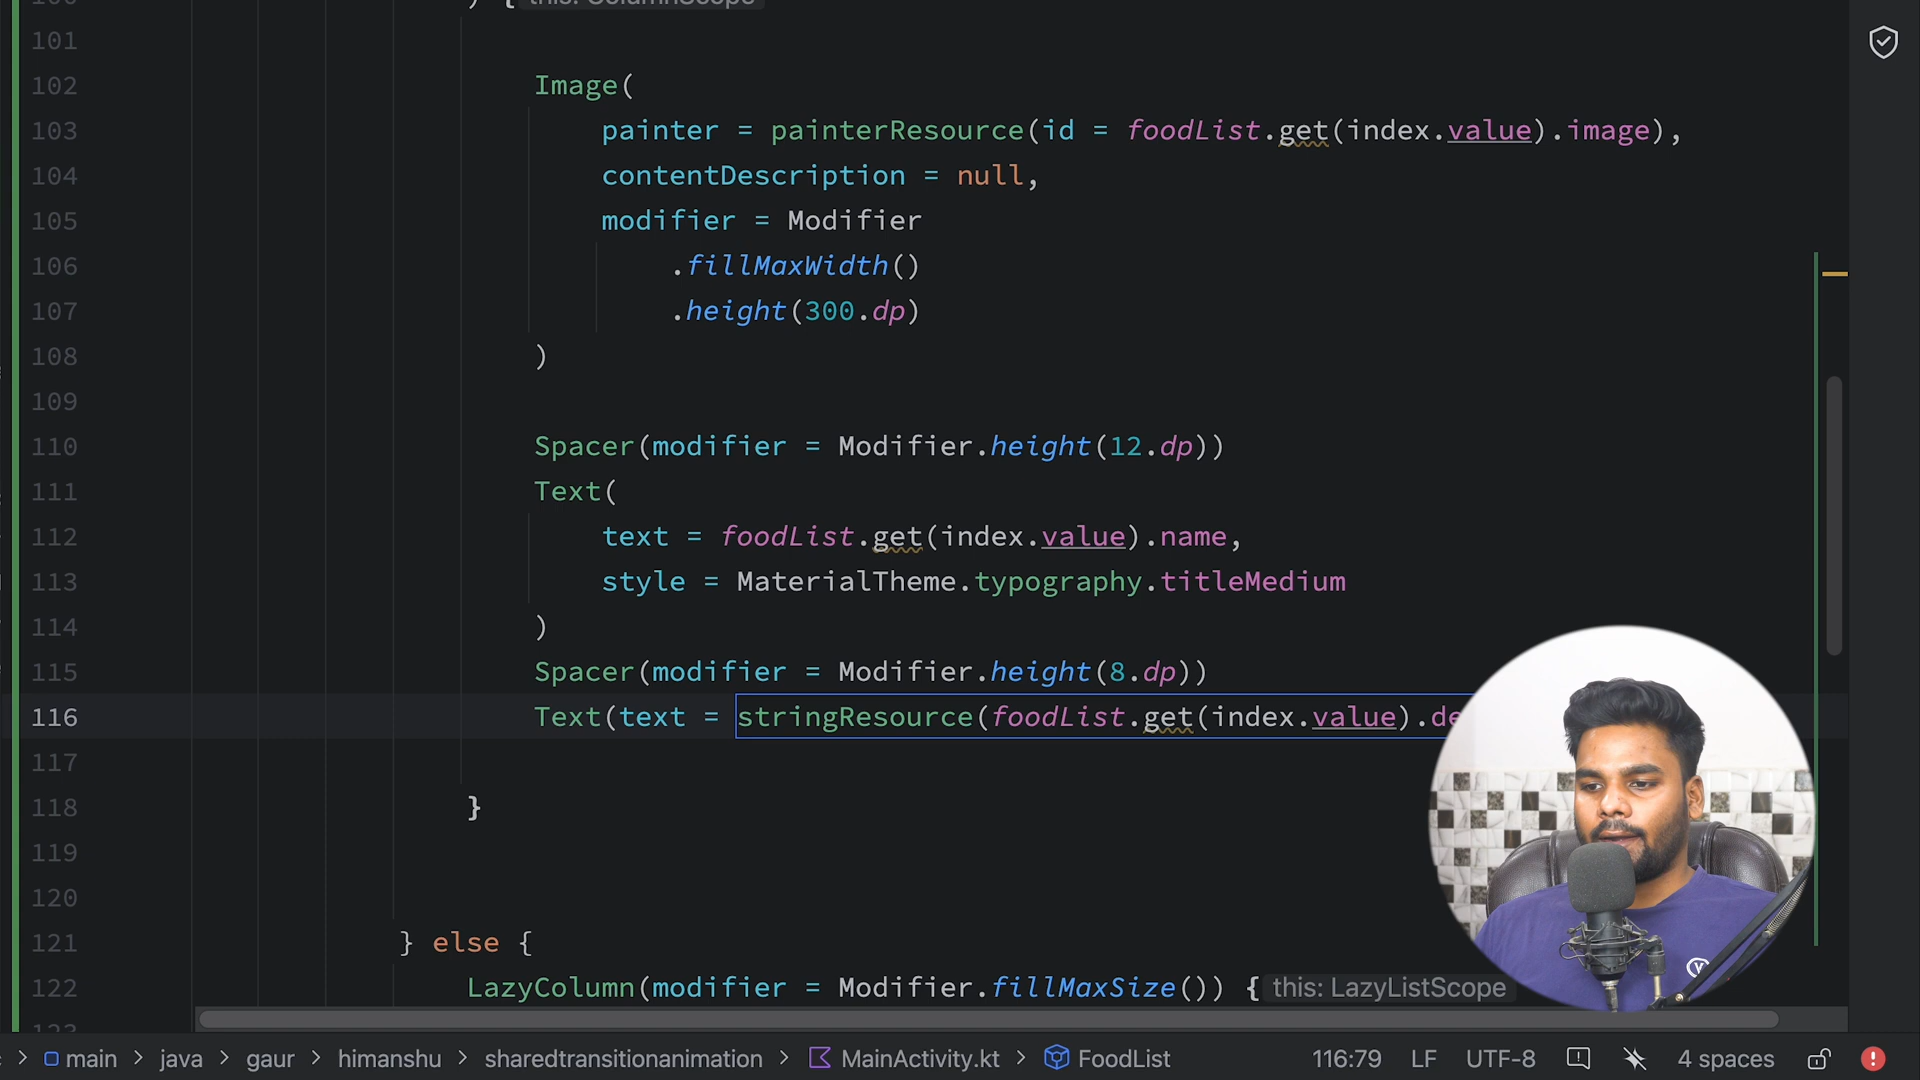 ) { this: ColumnScope
101
102 Image(
103 painter = painterResource(id = foodList.get(index.value).image),
104 contentDescription = null,
105 modifier = Modifier
106 .fillMaxWidth()
107 .height(300.dp)
108 )
109
110 Spacer(modifier = Modifier.height(12.dp))
111 Text(
112 text = foodList.get(index.value).name,
113 style = MaterialTheme.typography.titleMedium
114 )
115 Spacer(modifier = Modifier.height(8.dp))
116 Text(text = stringResource(foodList.get(index.value).de
117
118 }
119
120
121 } else {
122 LazyColumn(modifier = Modifier.fillMaxSize()) { this: LazyListScope
main > java > gaur > himanshu > sharedtransitionanimation > MainActivity.kt > FoodList 116:79 LF UTF-8 4 spaces